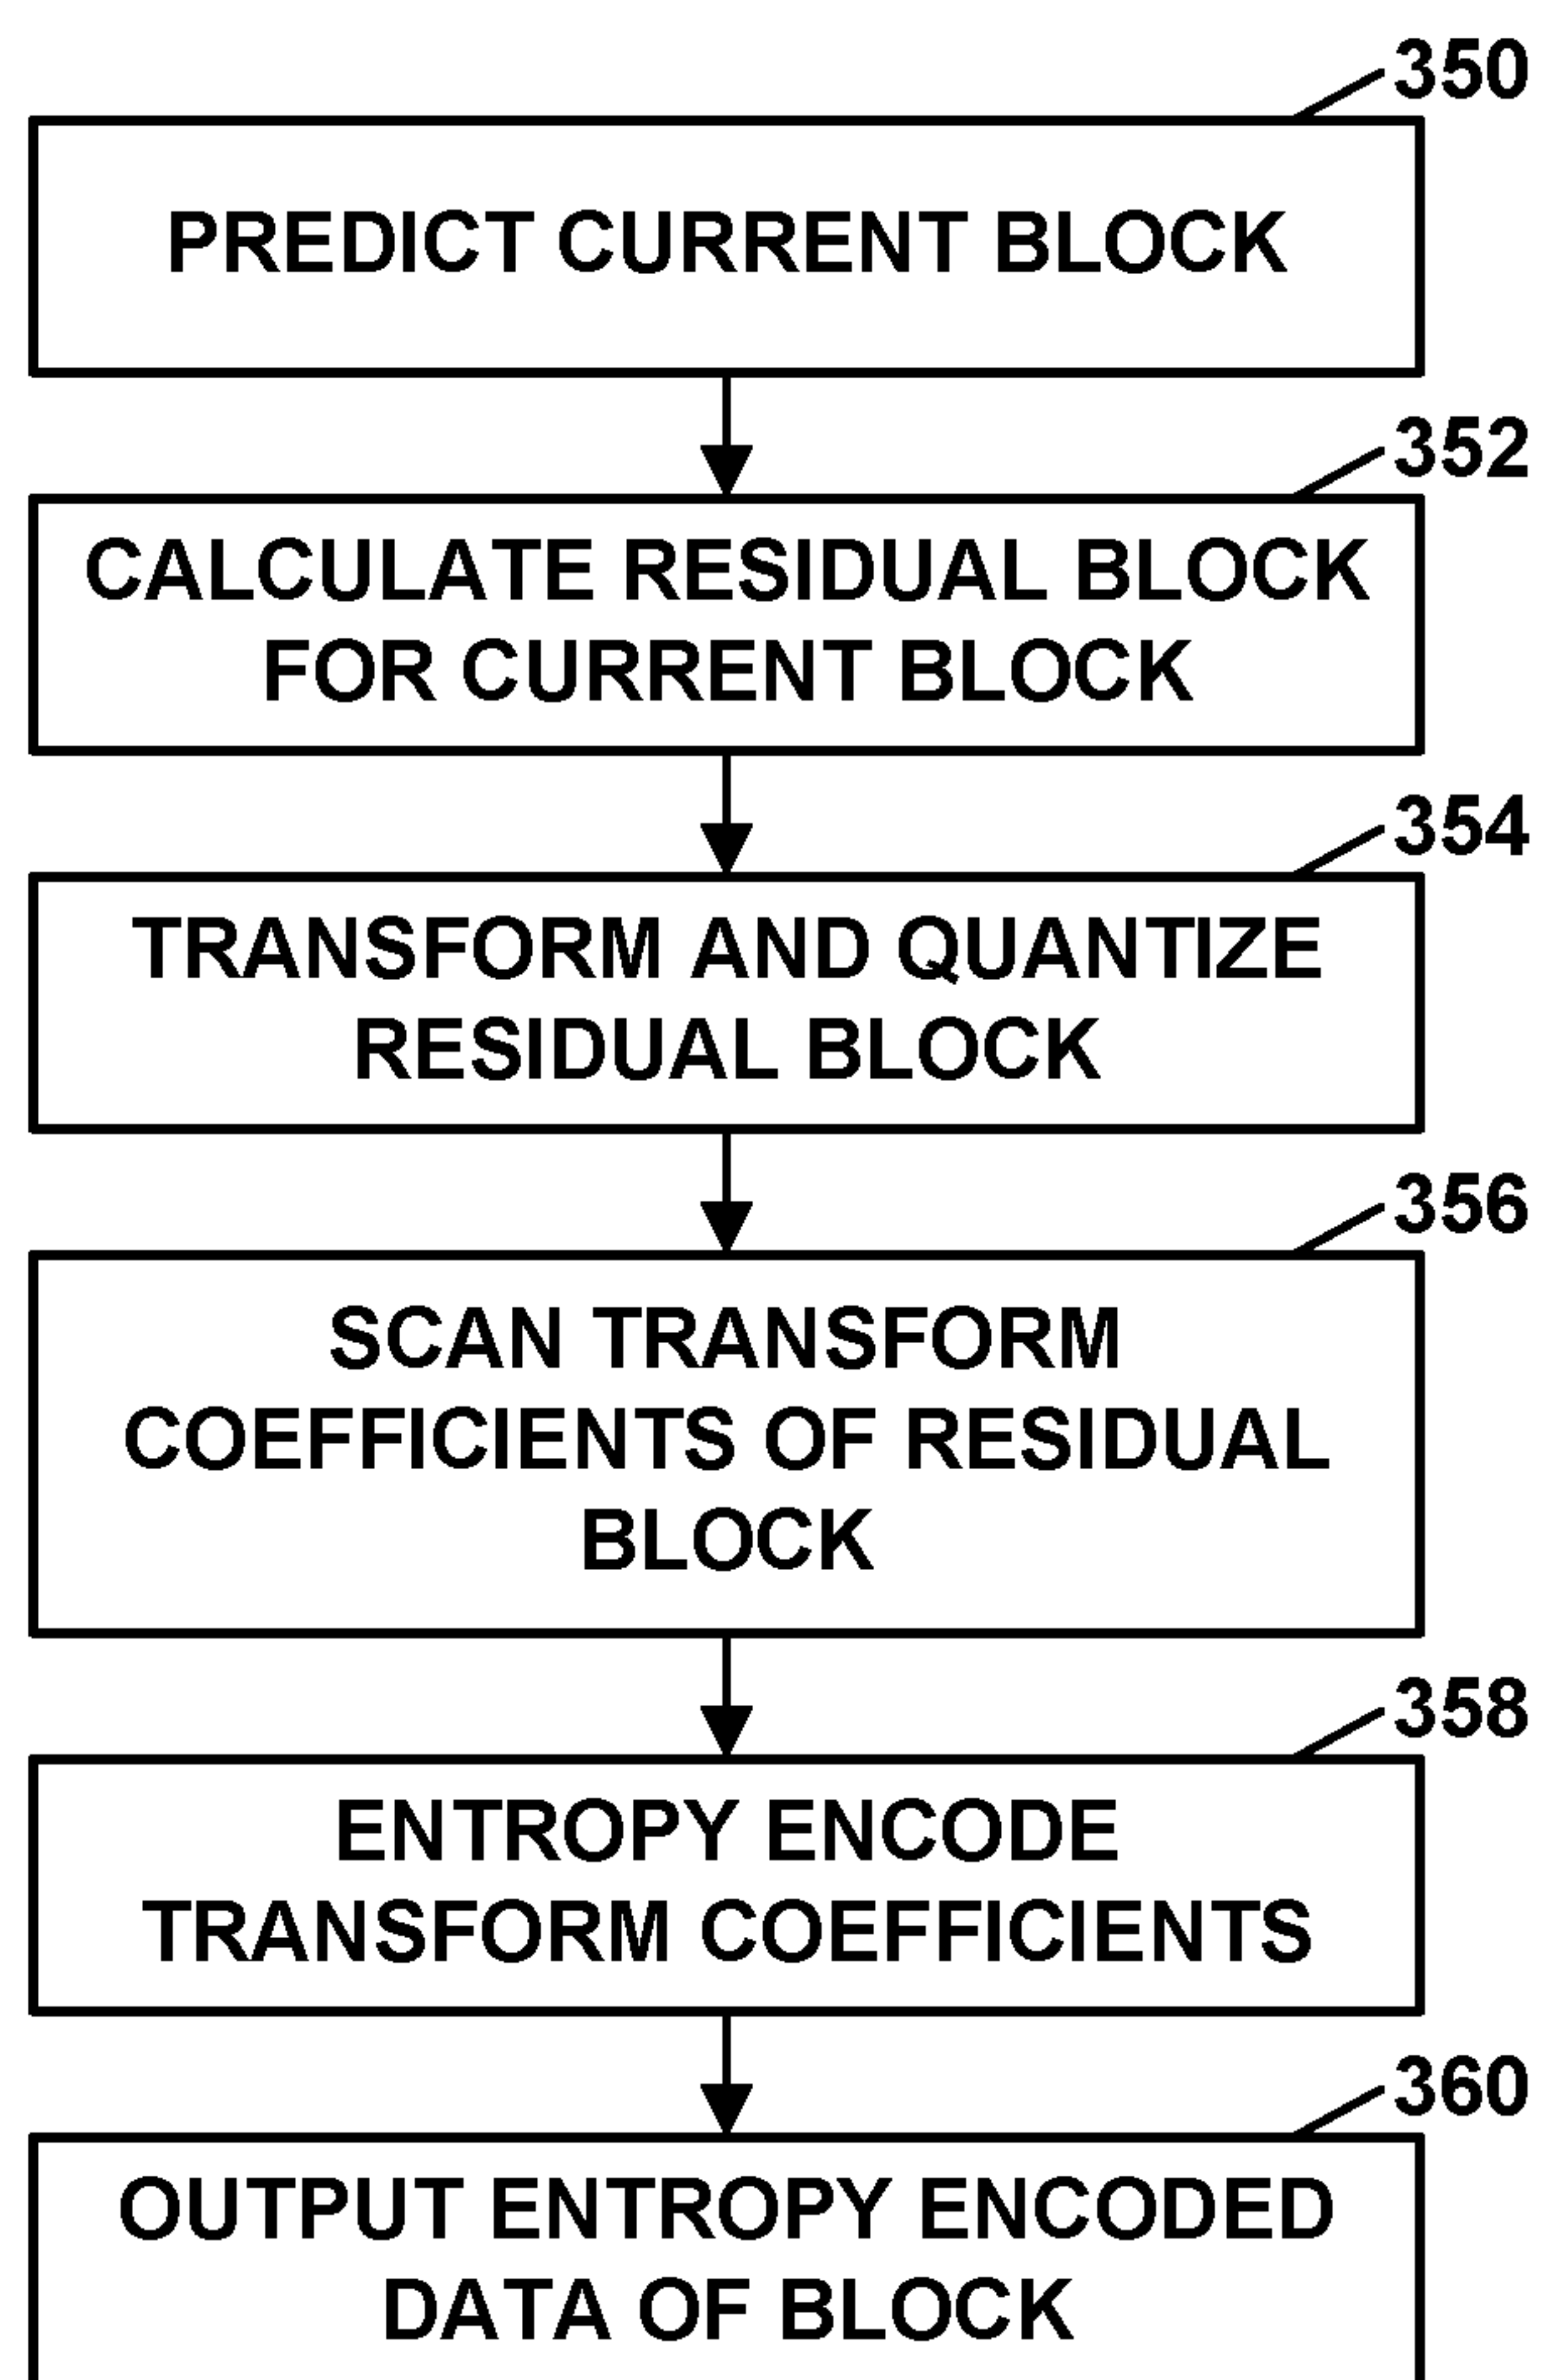 350
PREDICT CURRENT BLOCK
352
CALCULATE RESIDUAL BLOCK
FOR CURRENT BLOCK
354
TRANSFORM AND QUANTIZE
RESIDUAL BLOCK
356
SCAN TRANSFORM
COEFFICIENTS OF RESIDUAL
BLOCK
358
ENTROPY ENCODE
TRANSFORM COEFFICIENTS
360
OUTPUT ENTROPY ENCODED
DATA OF BLOCK